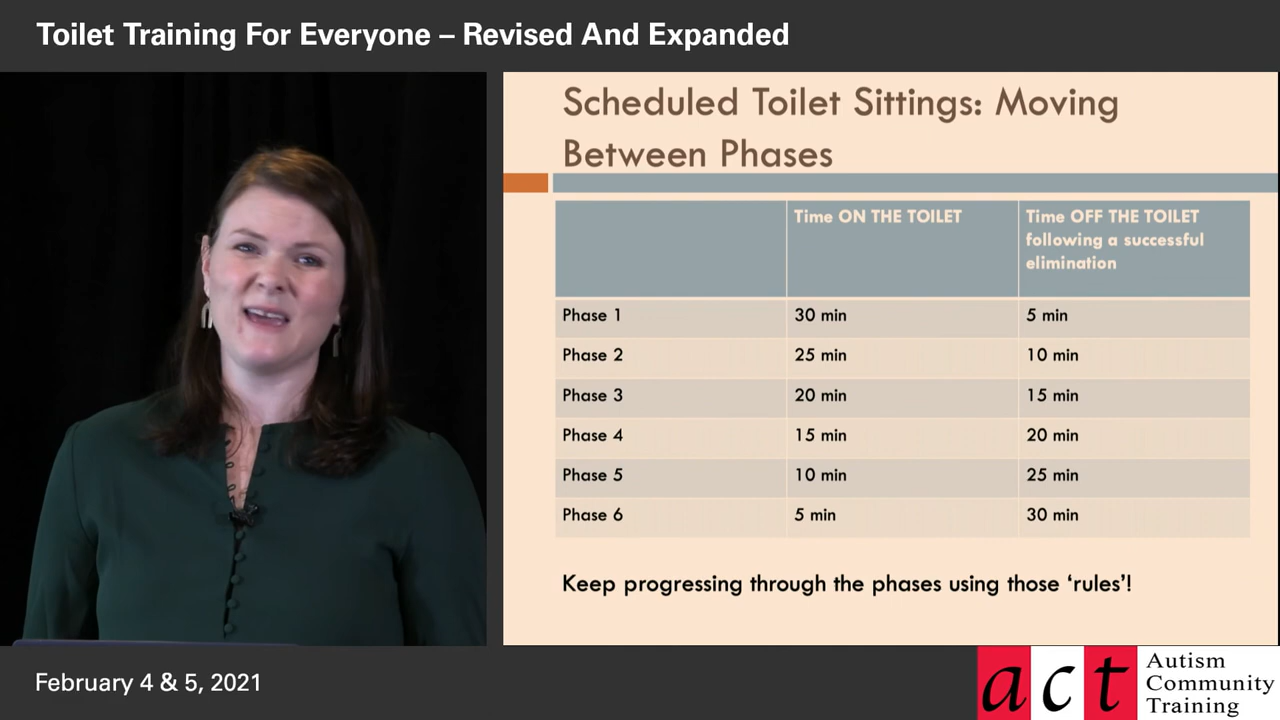 Toilet Training For Everyone – Revised And Expanded
Scheduled Toilet Sittings: Moving
Between Phases
Time ON THE TOILET
Time OFF THE TOILET
following a successful
elimination
Phase 1 30 min 5 min
Phase 2 25 min 10 min
Phase 3 20 min 15 min
Phase 4 15 min 20 min
Phase 5 10 min 25 min
Phase 6 5 min 30 min
Keep progressing through the phases using those ‘rules’!
February 4 & 5, 2021
act
Autism
Community
Training